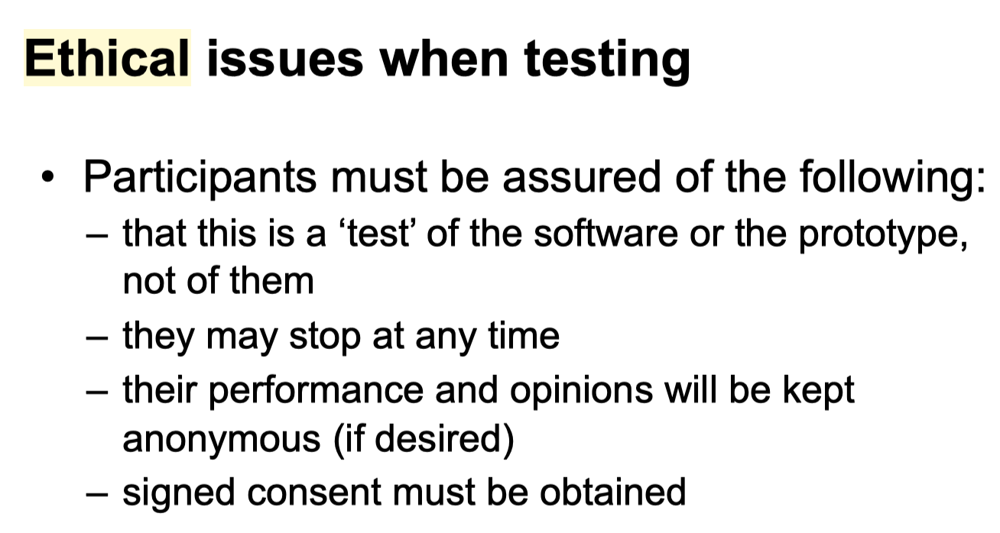 Ethical issues when testing
• Participants must be assured of the following:
– that this is a ‘test’ of the software or the prototype,
not of them
– they may stop at any time
– their performance and opinions will be kept
anonymous (if desired)
– signed consent must be obtained